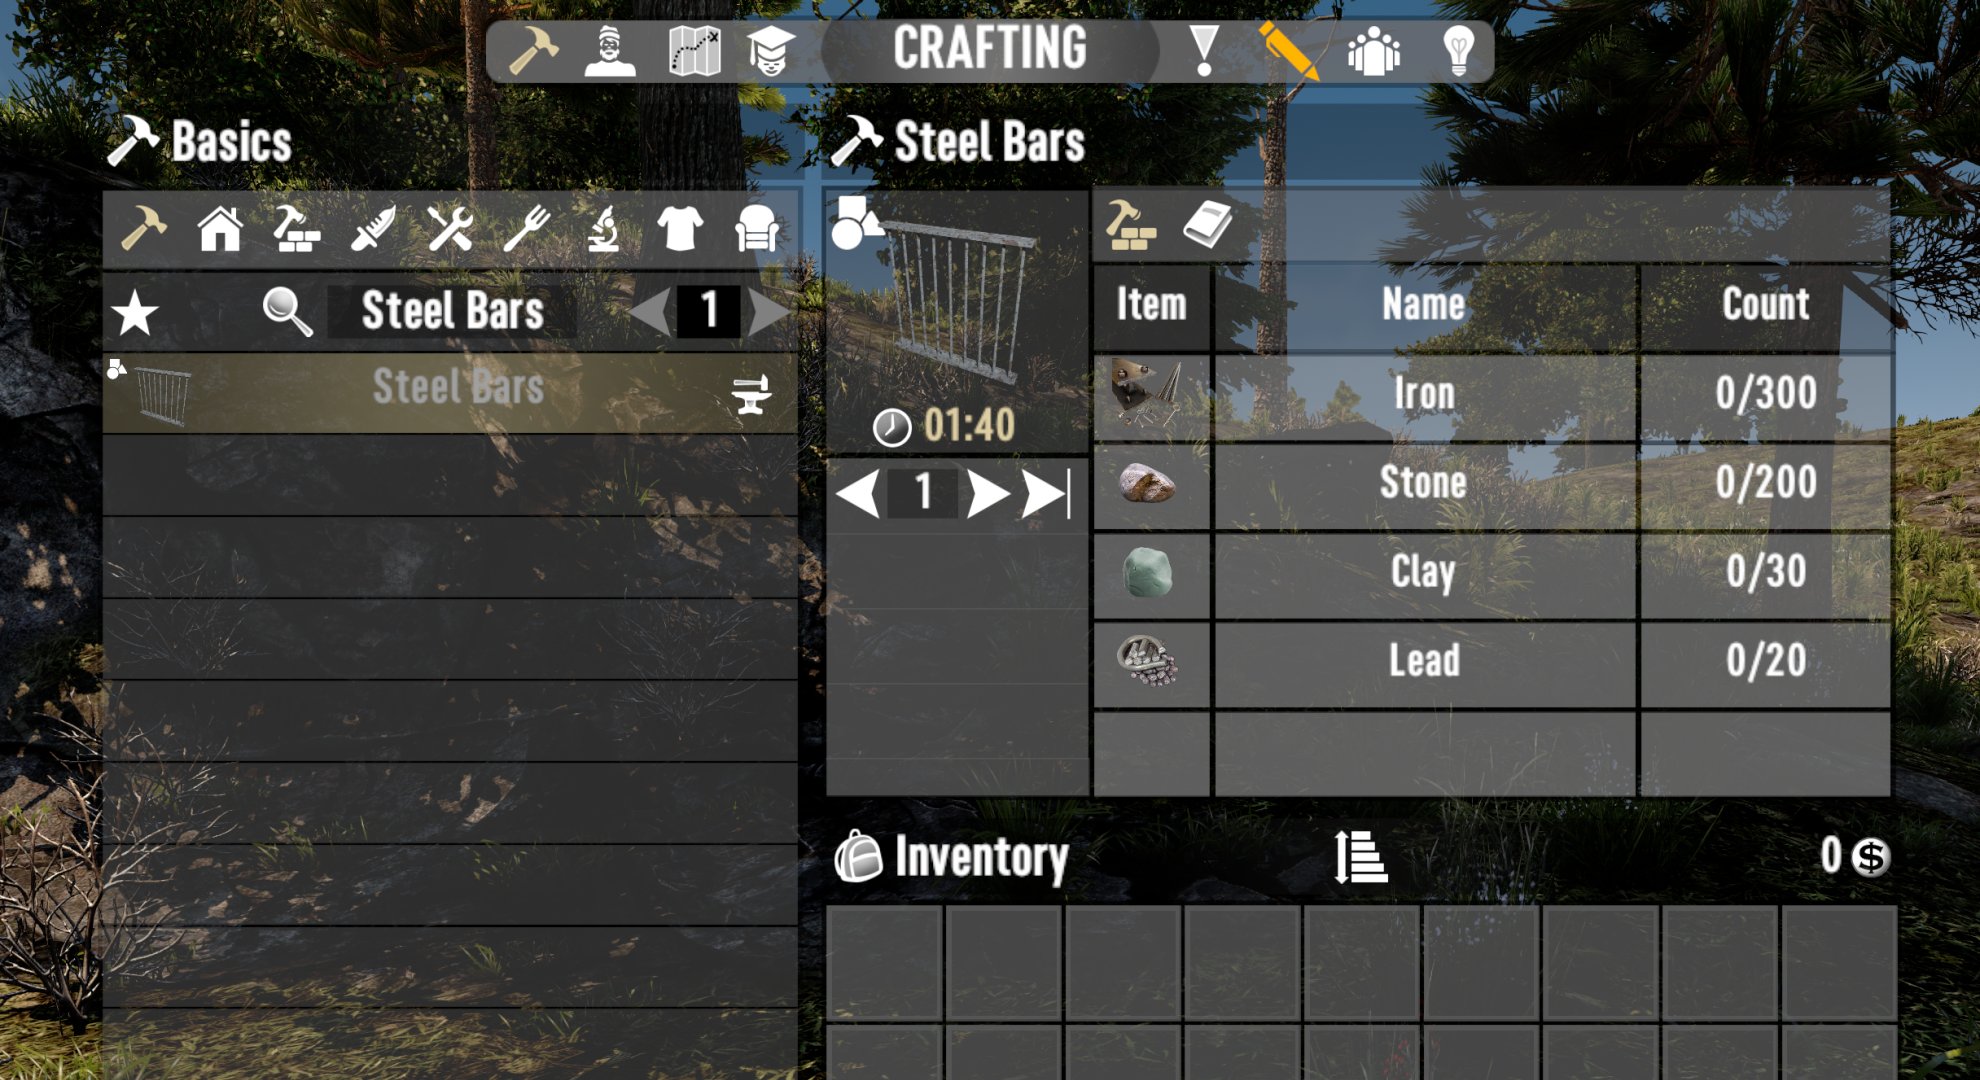 CRAFTING
Basics
Steel Bars
1
Steel Bars
Steel Bars
01:40
1
Item Name Count
Iron 0/300
Stone 0/200
Clay 0/30
Lead 0/20
Inventory
0